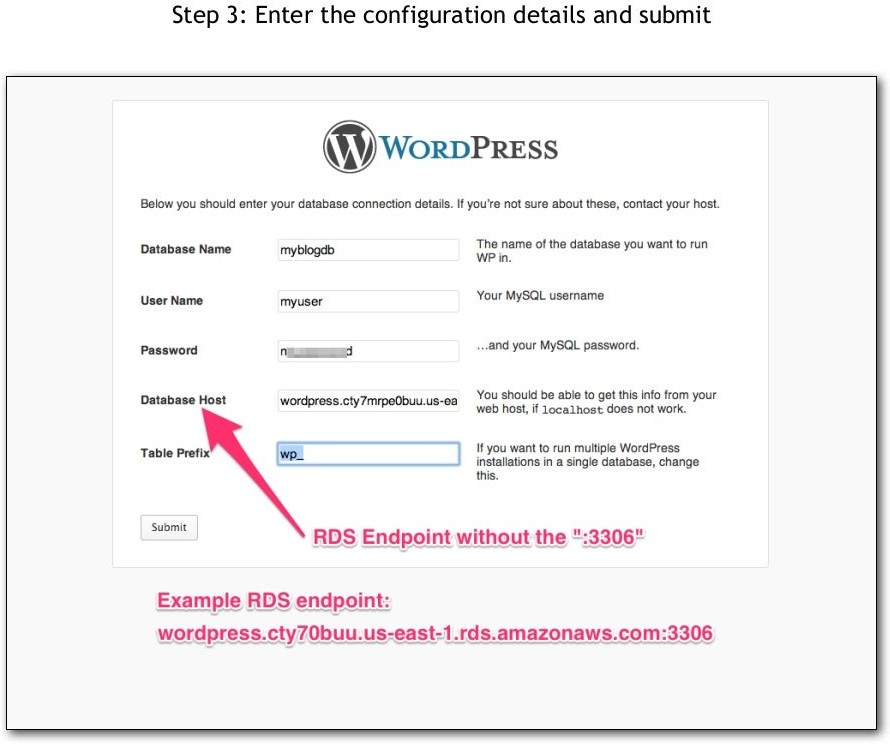 Step 3: Enter the configuration details and submit
WORDPRESS
Below you should enter your database connection details. If you're not sure about these, contact your host.
Database Name myblogdb The name of the database you want to run
WP in.
User Name myuser Your MySQL username
Password ...and your MySQL password.
Database Host wordpress.cty7mrpe0buu.us-ea You should be able to get this info from your
web host, if localhost does not work.
Table Prefix wp_ If you want to run multiple WordPress
installations in a single database, change
this.
Submit
RDS Endpoint without the ":3306"
Example RDS endpoint:
wordpress.cty70buu.us-east-1.rds.amazonaws.com:3306